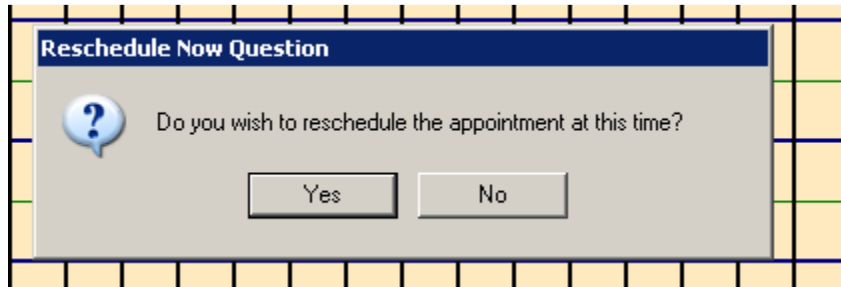 Reschedule Now Question
Do you wish to reschedule the appointment at this time?
Yes
No